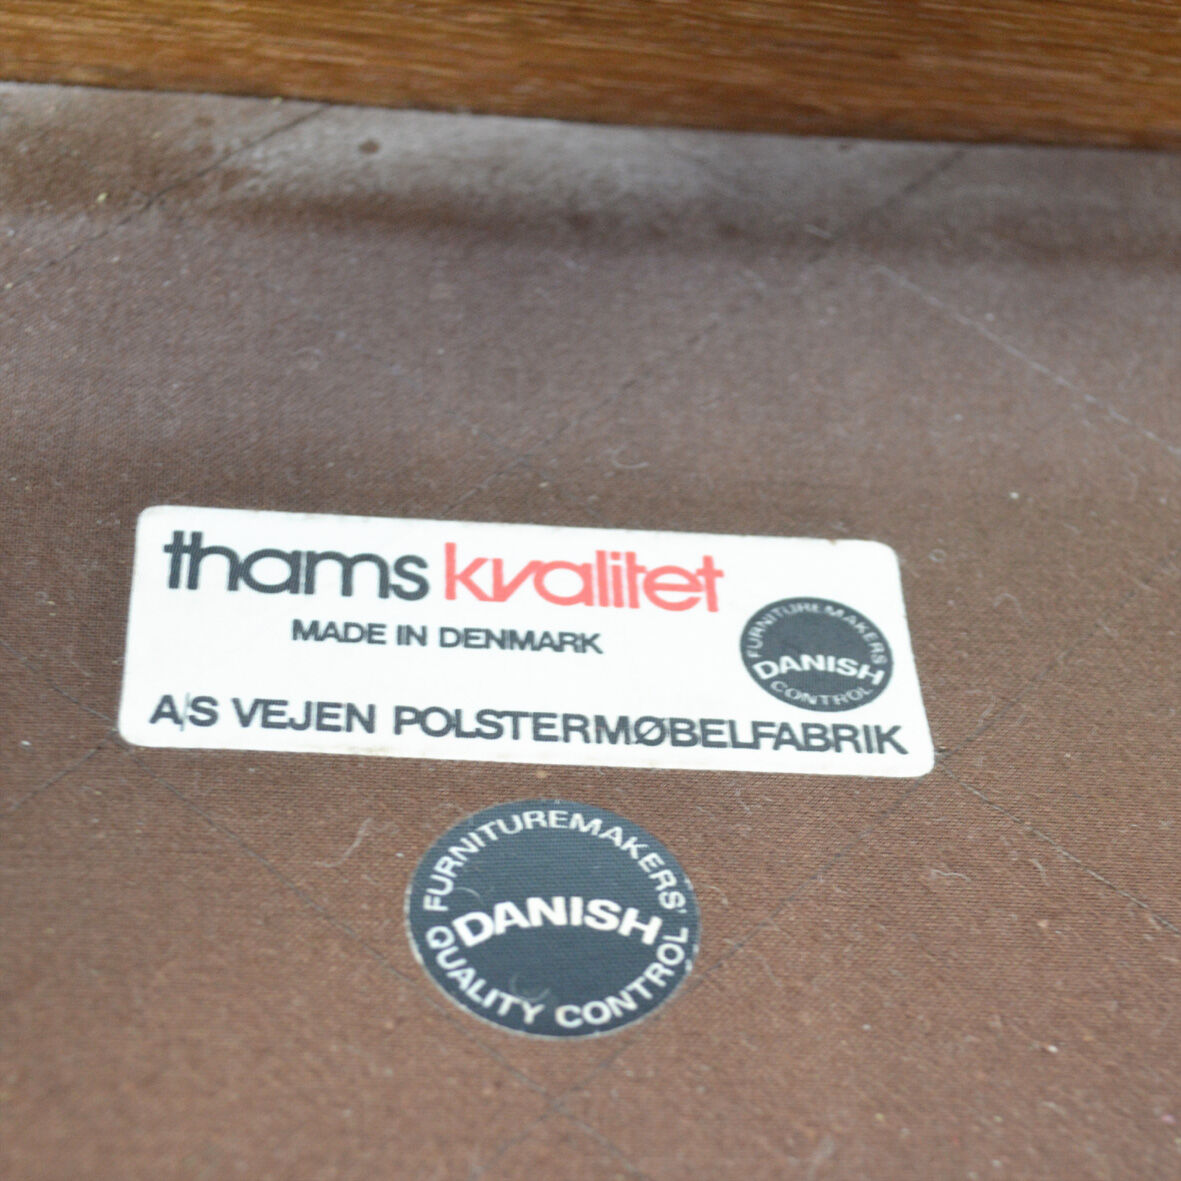 thams kvalitet
MADE IN DENMARK
FURNITUREMAKERS
DANISH
CONTROL
A/S VEJEN POLSTERMØBELFABRIK
FURNITUREMAKERS'
DANISH
QUALITY CONTROL